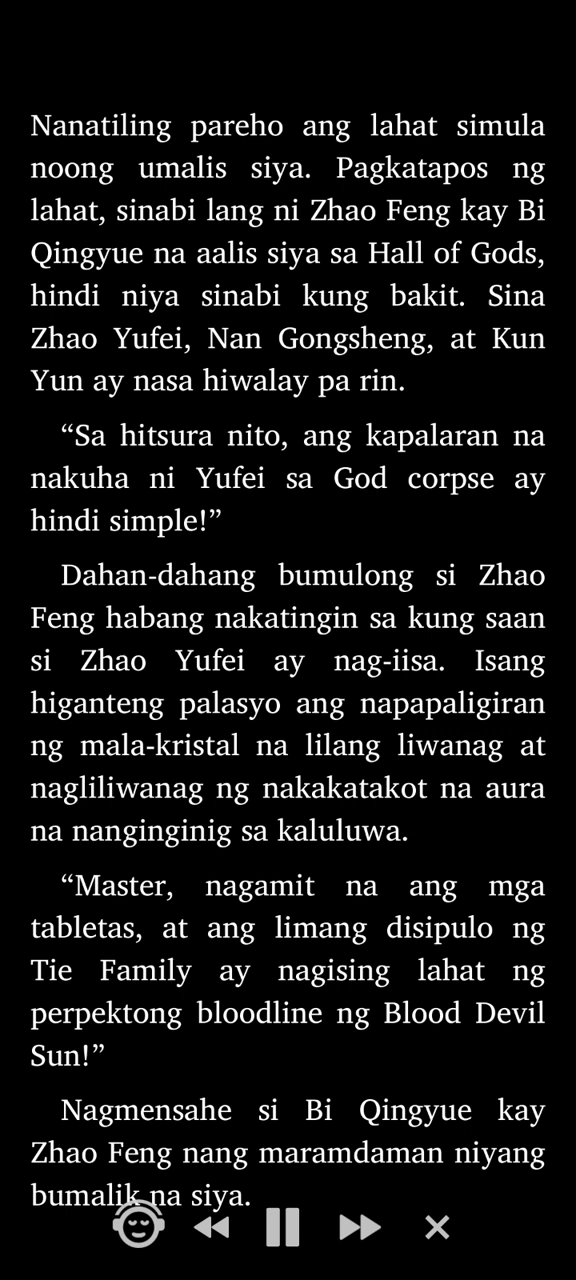 Nanatiling pareho ang lahat simula
noong umalis siya. Pagkatapos ng
lahat, sinabi lang ni Zhao Feng kay Bi
Qingyue na aalis siya sa Hall of Gods,
hindi niya sinabi kung bakit. Sina
Zhao Yufei, Nan Gongsheng, at Kun
Yun ay nasa hiwalay pa rin.
“Sa hitsura nito, ang kapalaran na
nakuha ni Yufei sa God corpse ay
hindi simple!”
Dahan-dahang bumulong si Zhao
Feng habang nakatingin sa kung saan
si Zhao Yufei ay nag-iisa. Isang
higanteng palasyo ang napapaligiran
ng mala-kristal na lilang liwanag at
nagliliwanag ng nakakatakot na aura
na nanginginig sa kaluluwa.
“Master, nagamit na ang mga
tabletas, at ang limang disipulo ng
Tie Family ay nagising lahat ng
perpektong bloodline ng Blood Devil
Sun!”
Nagmensahe si Bi Qingyue kay
Zhao Feng nang maramdaman niyang
bumalik na siya.